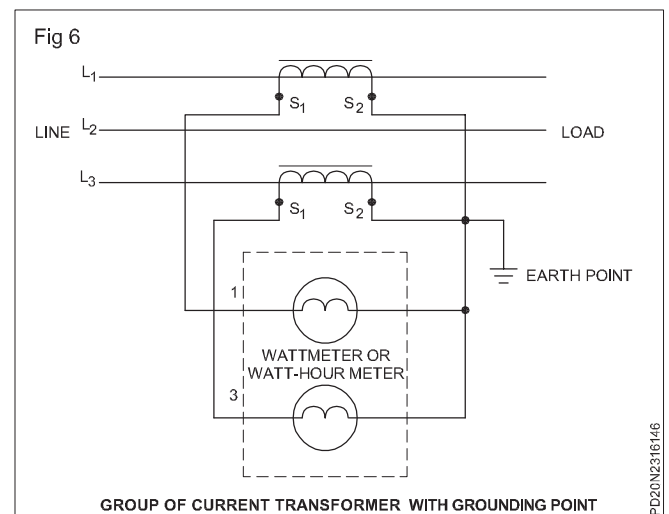 Fig 6
L1
S1 S2
LINE L2 LOAD
L3
S1 S2
EARTH POINT
1
WATTMETER OR
WATT-HOUR METER
3
GROUP OF CURRENT TRANSFORMER WITH GROUNDING POINT
PD20N2316146